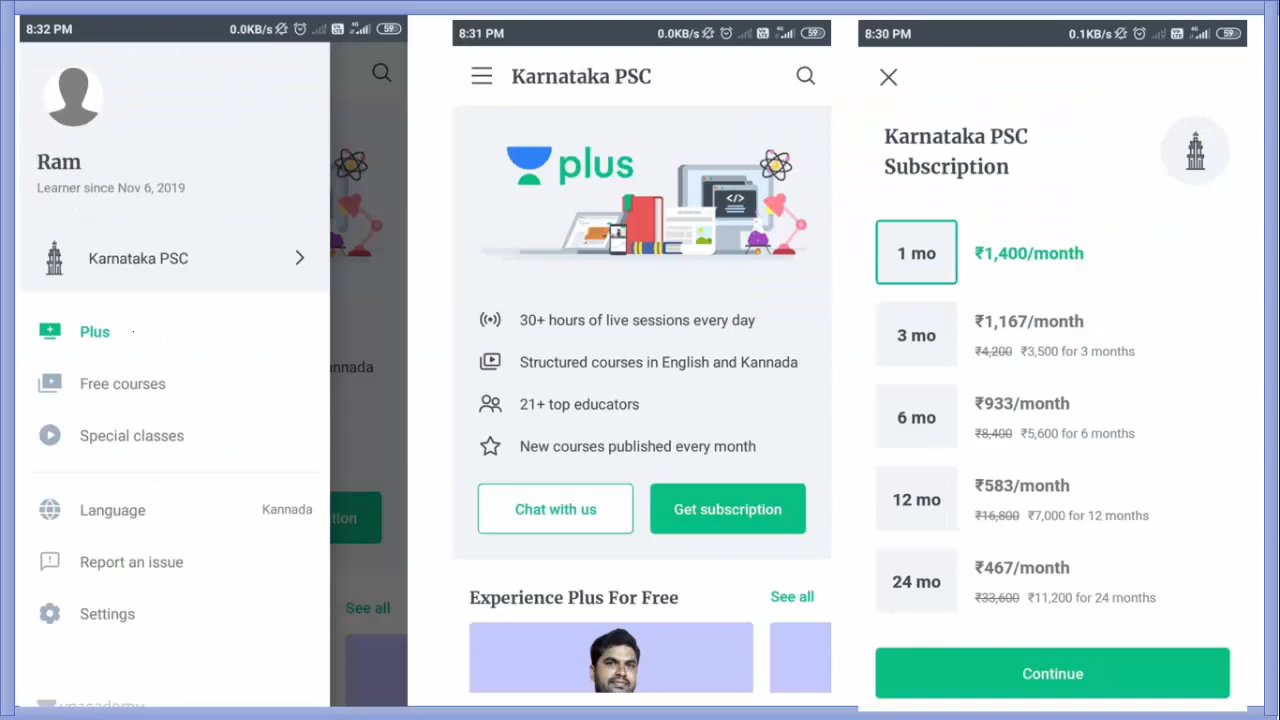 8:32 PM
0.0KB/s
4G
59
Ram
Learner since Nov 6, 2019
Karnataka PSC
Plus
Free courses
Special classes
Language
Kannada
Report an issue
Settings
unacademy
nnada
tion
See all
8:31 PM
0.0KB/s
4G
59
Karnataka PSC
plus
</>
30+ hours of live sessions every day
Structured courses in English and Kannada
21+ top educators
New courses published every month
Chat with us
Get subscription
Experience Plus For Free
See all
8:30 PM
0.1KB/s
4G
59
Karnataka PSC
Subscription
1 mo
₹1,400/month
3 mo
₹1,167/month
₹4,200 ₹3,500 for 3 months
6 mo
₹933/month
₹8,400 ₹5,600 for 6 months
12 mo
₹583/month
₹16,800 ₹7,000 for 12 months
24 mo
₹467/month
₹33,600 ₹11,200 for 24 months
Continue